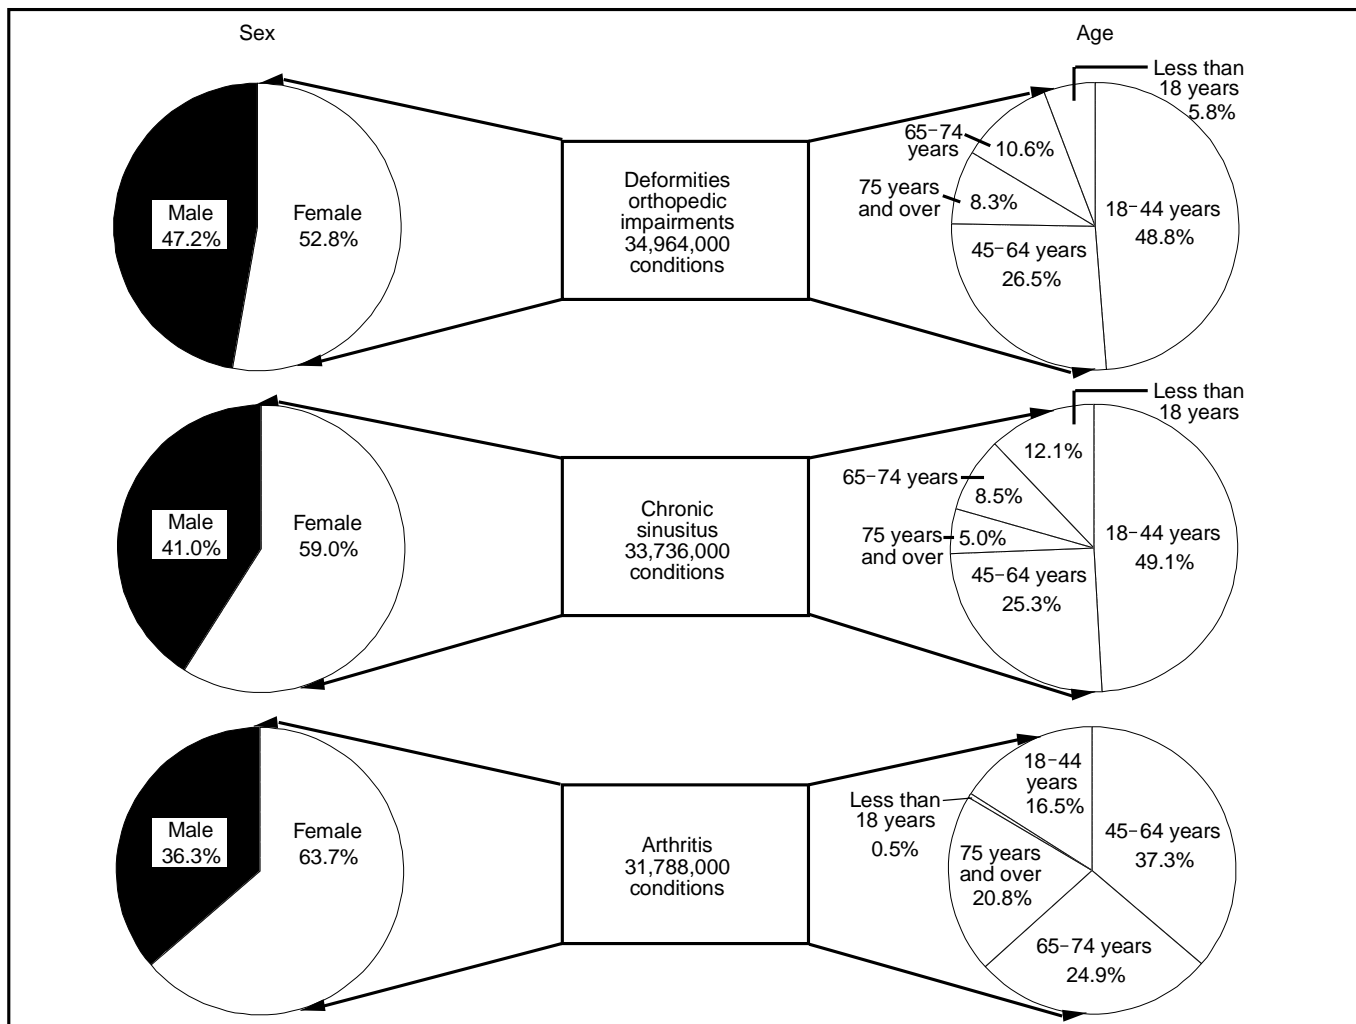 Sex
Age
Male
47.2%
Female
52.8%
Deformities
orthopedic
impairments
34,964,000
conditions
Less than
18 years
5.8%
65–74
years
10.6%
75 years
and over
8.3%
18–44 years
48.8%
45–64 years
26.5%
Male
41.0%
Female
59.0%
Chronic
sinusitus
33,736,000
conditions
Less than
18 years
12.1%
65–74 years
8.5%
75 years
and over
5.0%
18–44 years
49.1%
45–64 years
25.3%
Male
36.3%
Female
63.7%
Arthritis
31,788,000
conditions
18–44
years
16.5%
Less than
18 years
0.5%
45–64 years
37.3%
75 years
and over
20.8%
65–74 years
24.9%